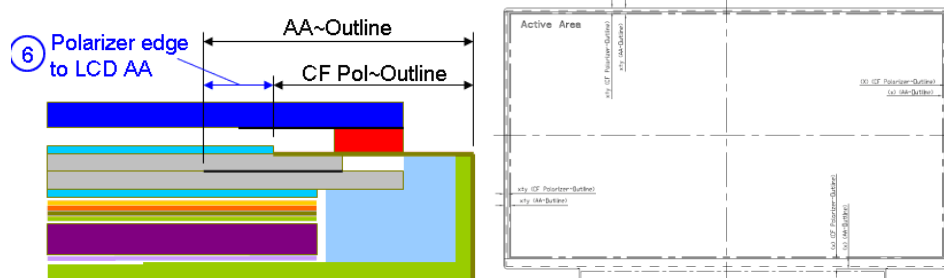 AA~Outline
6
Polarizer edge
to LCD AA
CF Pol~Outline
Active Area
x±y (CF Polarizer-Outline)
x±y (AA-Outline)
(X) (CF Polarizer-Outline)
(x) (AA-Outline)
x±y (CF Polarizer-Outline)
x±y (AA-Outline)
(x) (CF Polarizer-Outline)
(x) (AA-Outline)